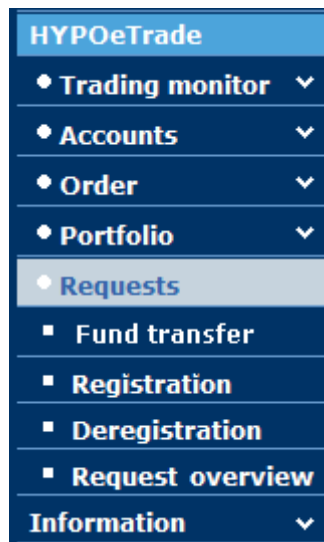 HYPOeTrade
Trading monitor
Accounts
Order
Portfolio
Requests
Fund transfer
Registration
Deregistration
Request overview
Information